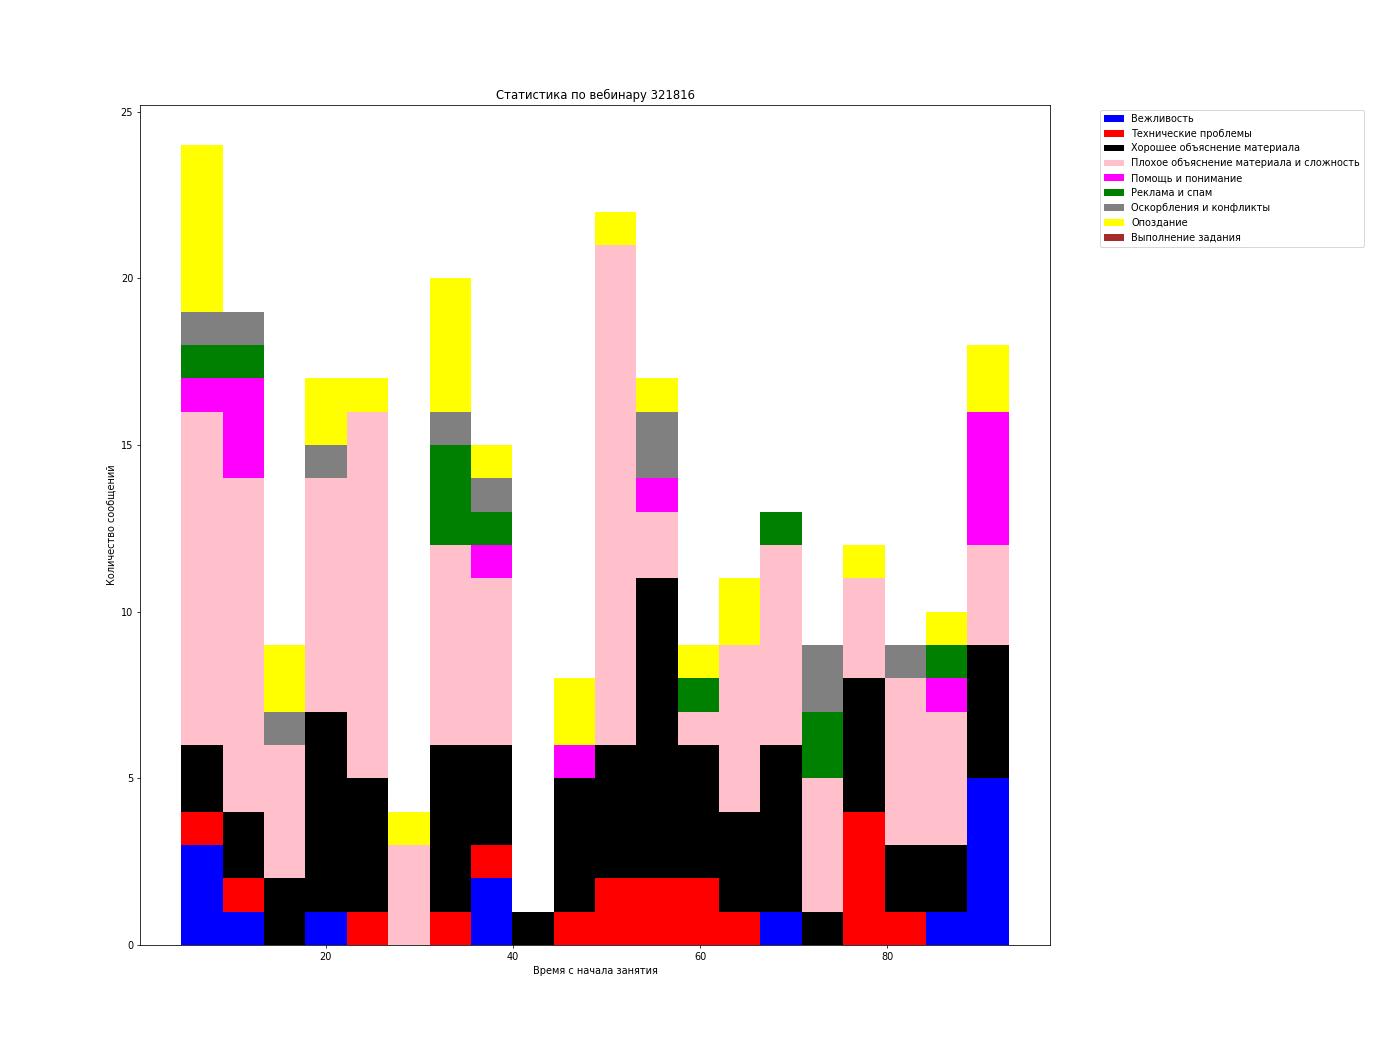 Статистика по вебинару 321816
25
20
15
10
5
0
Количество сообщений
20
40
60
80
Время с начала занятия
Вежливость
Технические проблемы
Хорошее объяснение материала
Плохое объяснение материала и сложность
Помощь и понимание
Реклама и спам
Оскорбления и конфликты
Опоздание
Выполнение задания